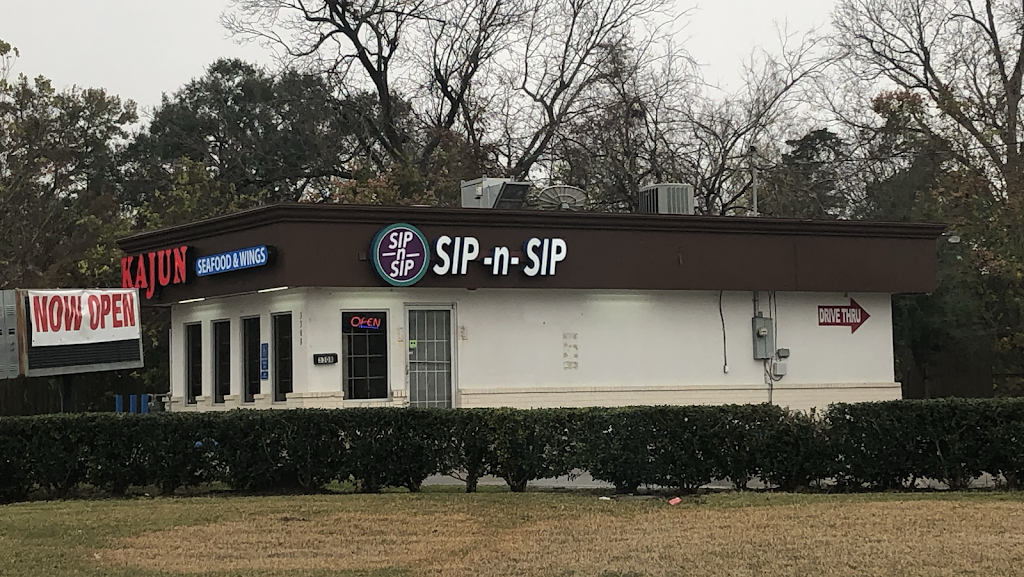 NOW OPEN
KAJUN
SEAFOOD & WINGS
SIP
-n-
SIP
SIP -n- SIP
OPEN
DRIVE THRU